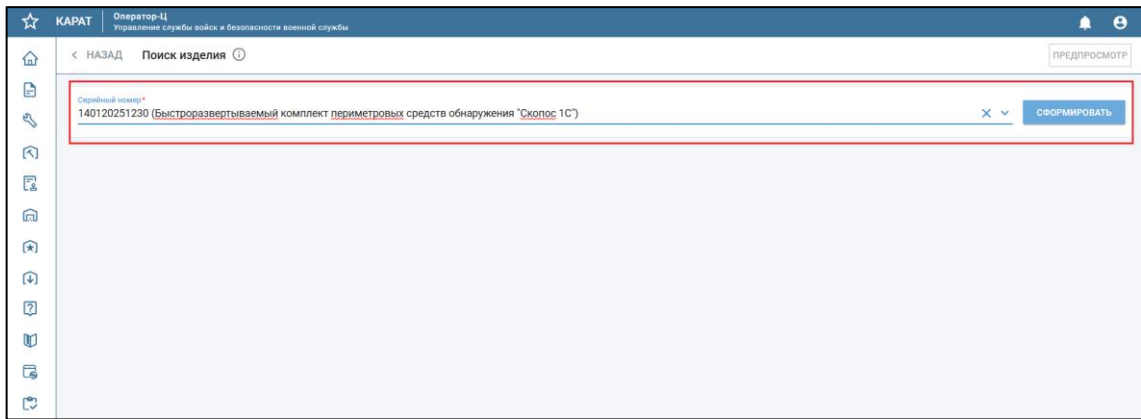 КАРАТ
Оператор-Ц
Управление службы войск и безопасности военной службы
< НАЗАД Поиск изделия
ПРЕДПРОСМОТР
Серийный номер*
140120251230 (Быстроразвертываемый комплект периметровых средств обнаружения "Скопос 1С")
СФОРМИРОВАТЬ